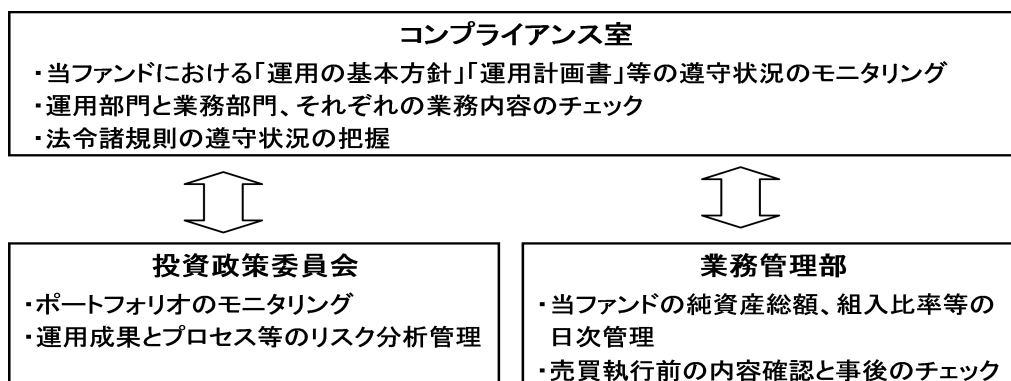 コンプライアンス室
・当ファンドにおける「運用の基本方針」「運用計画書」等の遵守状況のモニタリング
・運用部門と業務部門、それぞれの業務内容のチェック
・法令諸規則の遵守状況の把握
投資政策委員会
・ポートフォリオのモニタリング
・運用成果とプロセス等のリスク分析管理
業務管理部
・当ファンドの純資産総額、組入比率等の
日次管理
・売買執行前の内容確認と事後のチェック